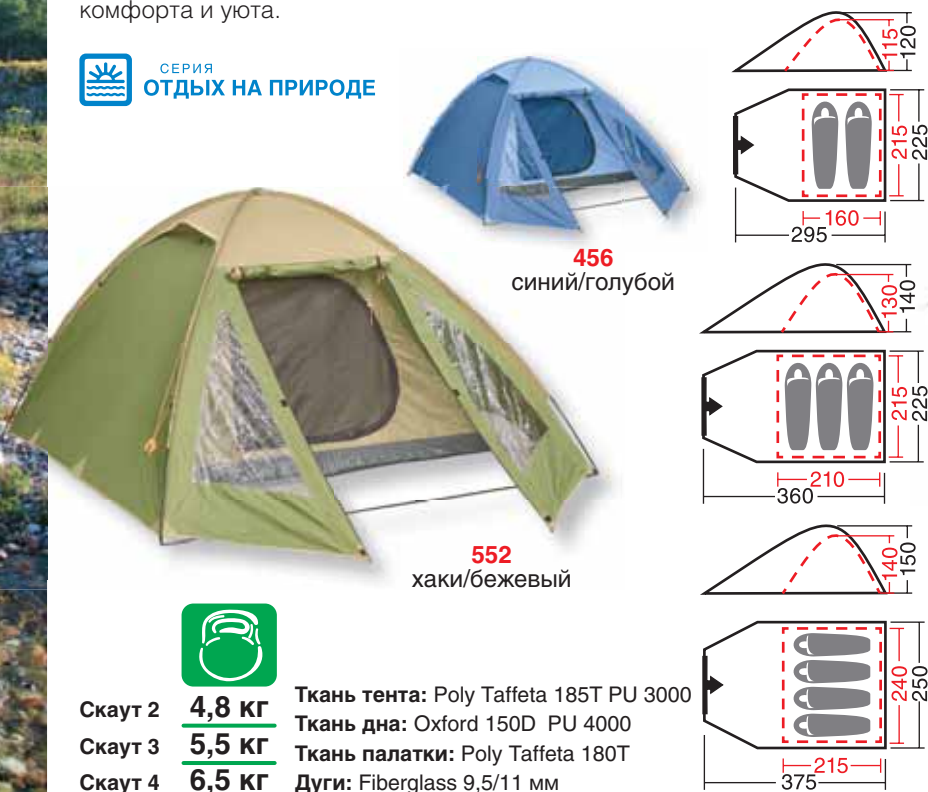 комфорта и уюта.
СЕРИЯ
ОТДЫХ НА ПРИРОДЕ
456
синий/голубой
552
хаки/бежевый
Скаут 2 4,8 кг
Скаут 3 5,5 кг
Скаут 4 6,5 кг
Ткань тента: Poly Taffeta 185T PU 3000
Ткань дна: Oxford 150D PU 4000
Ткань палатки: Poly Taffeta 180T
Дуги: Fiberglass 9,5/11 мм
115
120
215
225
160
295
130
140
215
225
210
360
140
150
240
250
215
375